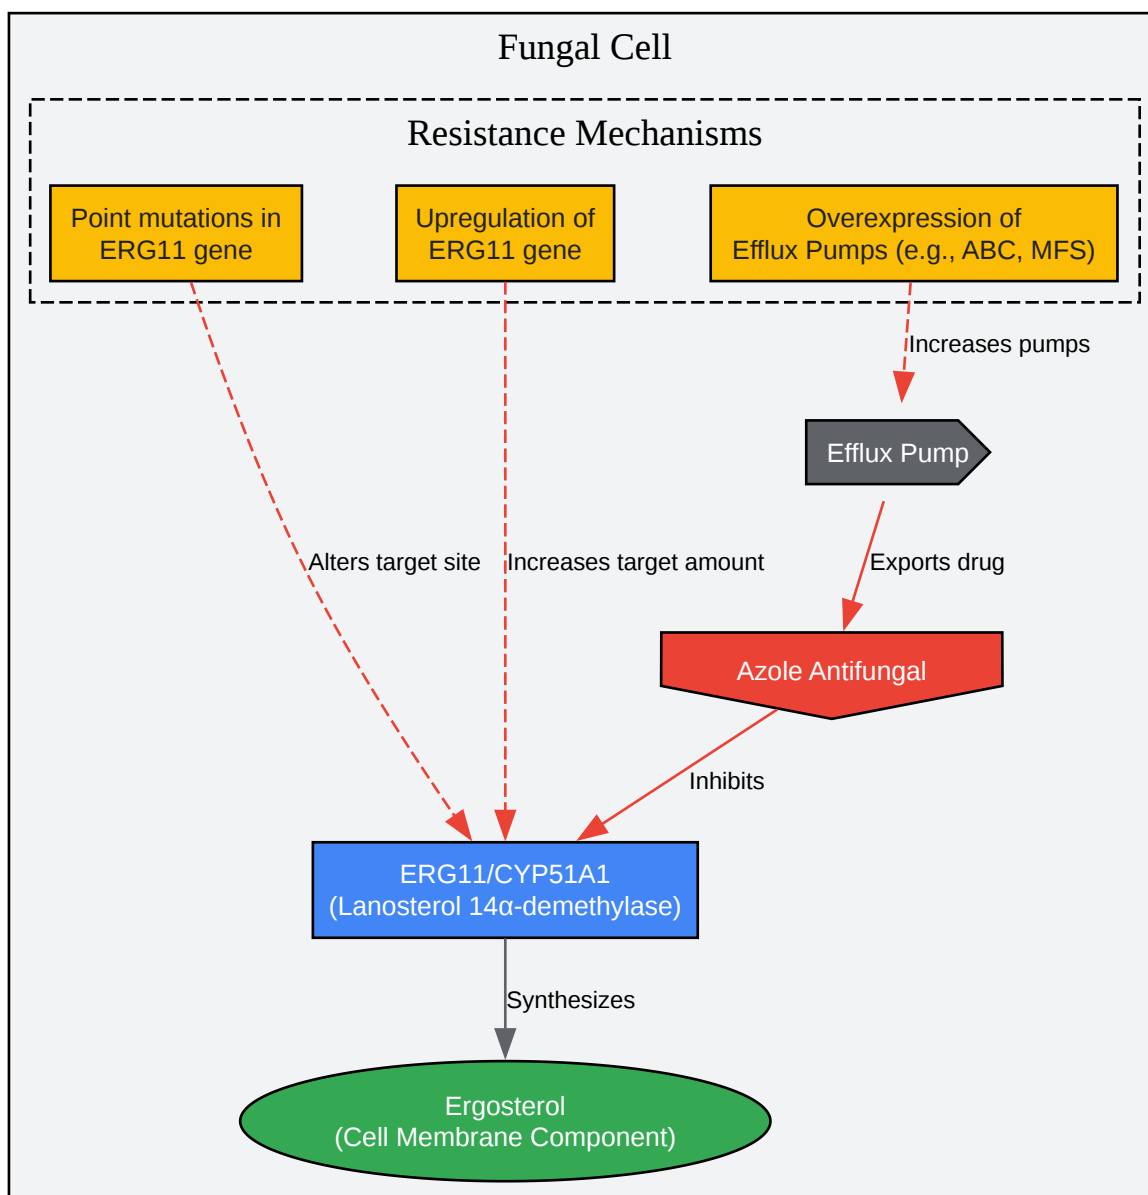 Fungal Cell
Resistance Mechanisms
Point mutations in
ERG11 gene
Upregulation of
ERG11 gene
Overexpression of
Efflux Pumps (e.g., ABC, MFS)
Increases pumps
Efflux Pump
Alters target site
Increases target amount
Exports drug
Azole Antifungal
Inhibits
ERG11/CYP51A1
(Lanosterol 14α-demethylase)
Synthesizes
Ergosterol
(Cell Membrane Component)